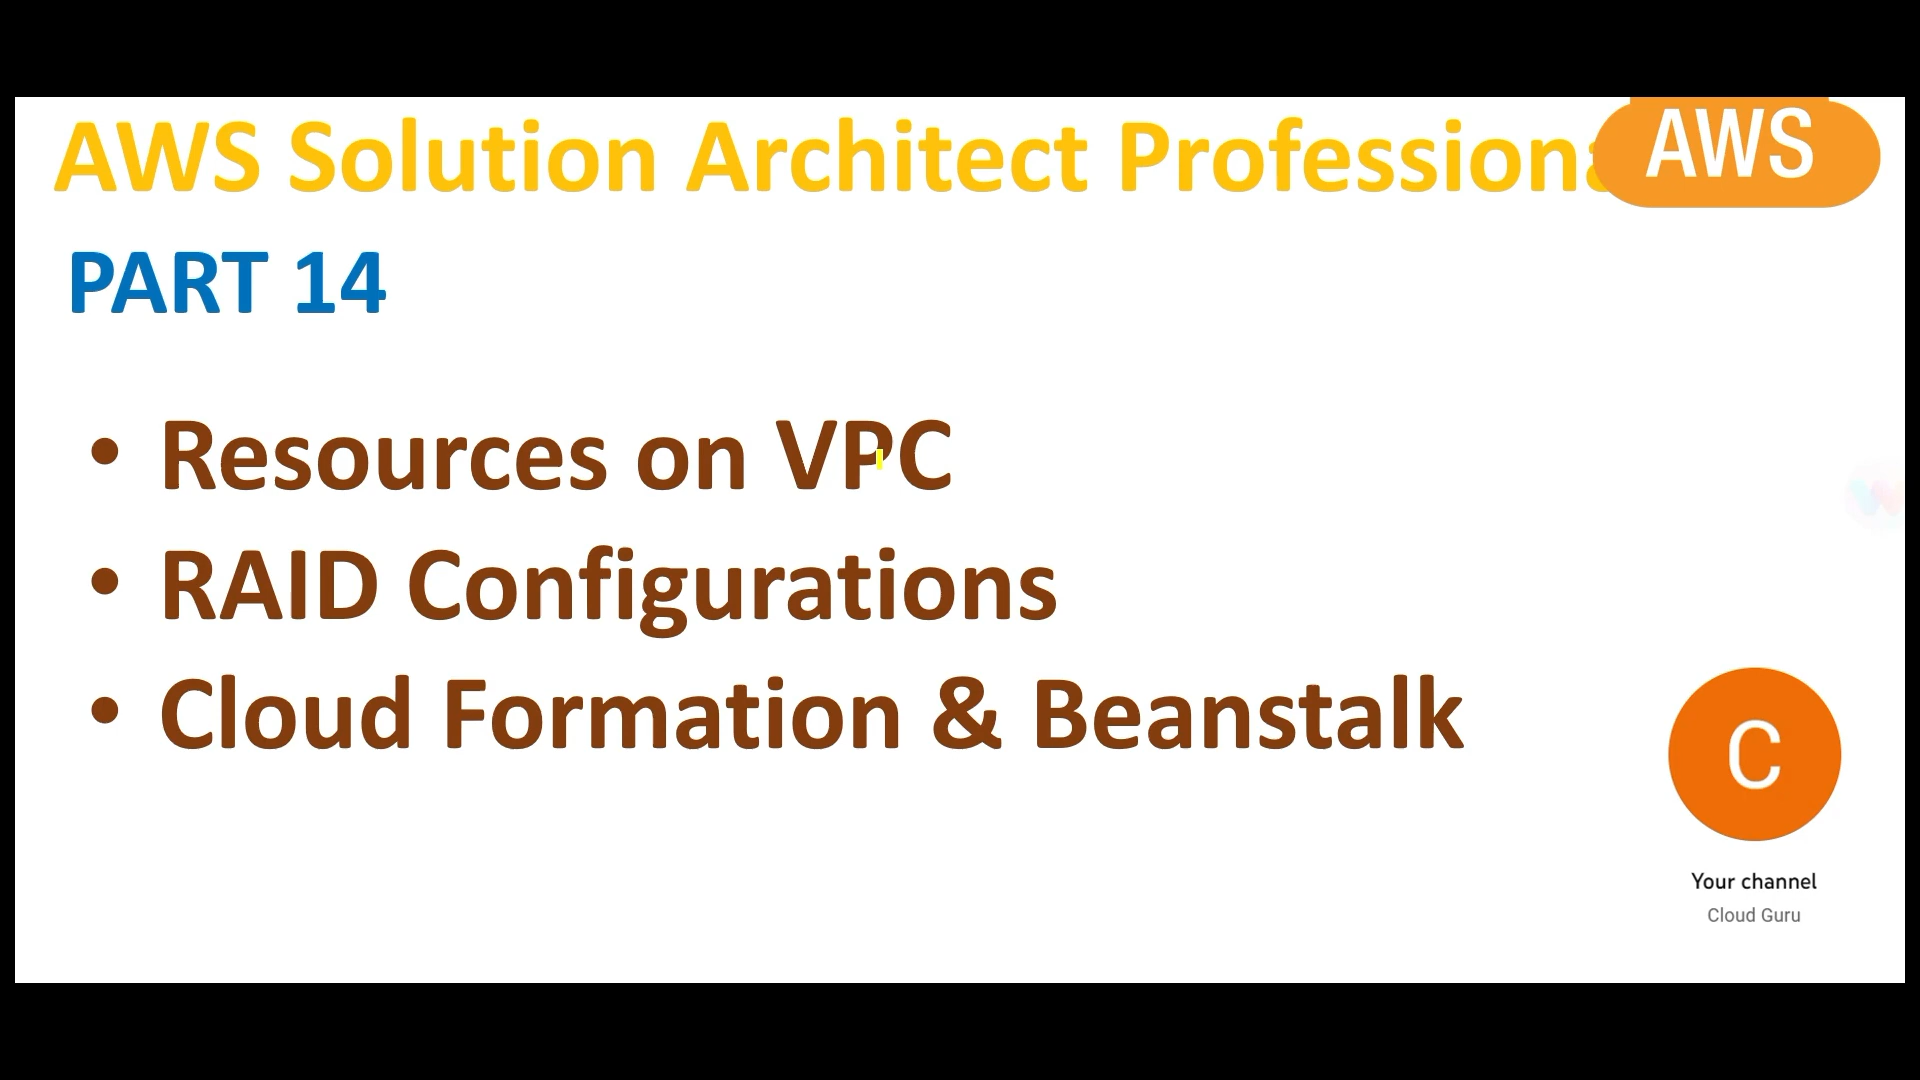 AWS Solution Architect Professiona
AWS
PART 14
• Resources on VPC
• RAID Configurations
• Cloud Formation & Beanstalk
C
Your channel
Cloud Guru